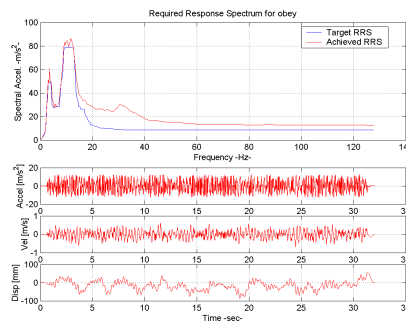 Required Response Spectrum for obey
Target RRS
Achieved RRS
Spectral Accel. -m/s²-
100
80
60
40
20
0
0 20 40 60 80 100 120 14
Frequency -Hz-
Accel [m/s²]
20
0
-20
0 5 10 15 20 25 30 3
Vel [m/s]
1
0
-1
0 5 10 15 20 25 30 3
Disp [mm]
100
0
-100
0 5 10 15 20 25 30 3
Time -sec-